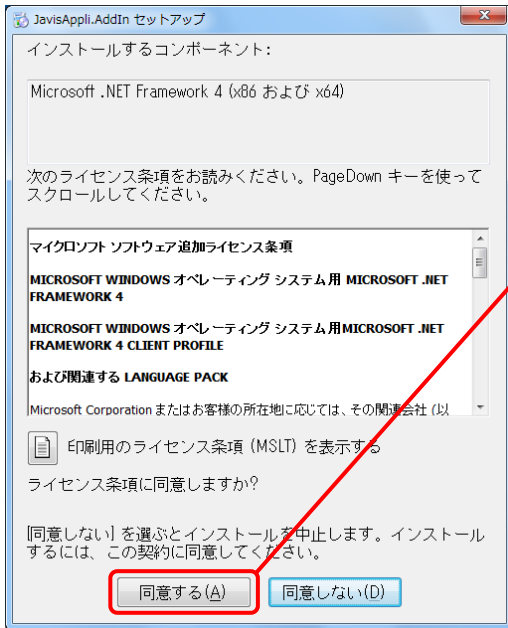 JavisAppli.AddIn セットアップ
インストールするコンポーネント:
Microsoft .NET Framework 4 (x86 および x64)
次のライセンス条項をお読みください。PageDown キーを使って
スクロールしてください。
マイクロソフト ソフトウェア追加ライセンス条項
MICROSOFT WINDOWS オペレーティング システム用 MICROSOFT .NET
FRAMEWORK 4
MICROSOFT WINDOWS オペレーティング システム用MICROSOFT .NET
FRAMEWORK 4 CLIENT PROFILE
および関連する LANGUAGE PACK
Microsoft Corporation またはお客様の所在地に応じては、その関連会社 (以
印刷用のライセンス条項 (MSLT) を表示する
ライセンス条項に同意しますか?
[同意しない] を選ぶとインストールを中止します。インストール
するには、この契約に同意してください。
同意する(A)
同意しない(D)